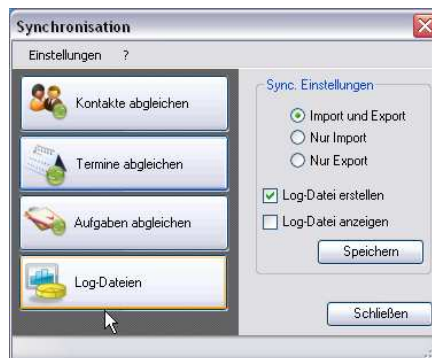 Synchronisation
Einstellungen ?
Kontakte abgleichen
Termine abgleichen
Aufgaben abgleichen
Log-Dateien
Sync. Einstellungen
Import und Export
Nur Import
Nur Export
Log-Datei erstellen
Log-Datei anzeigen
Speichern
Schließen